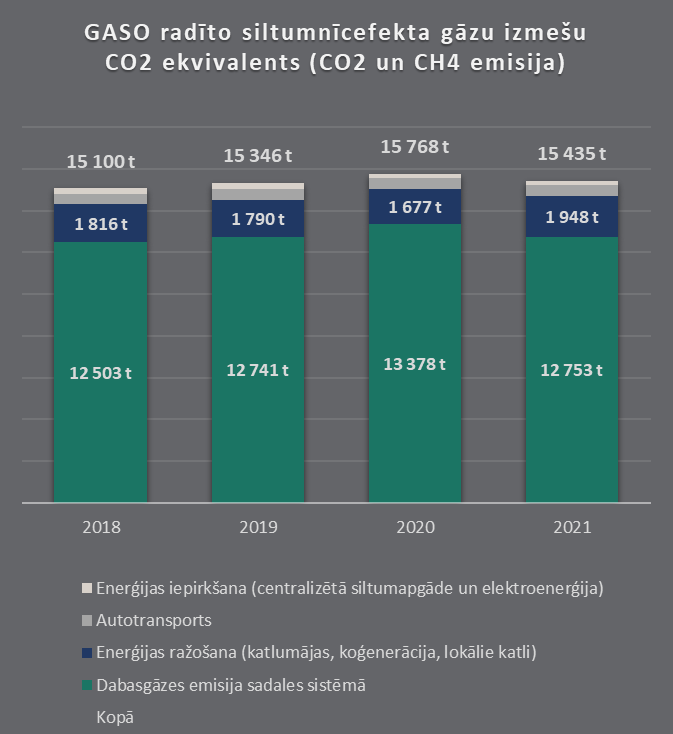 GASO radīto siltumnīcefekta gāzu izmešu
CO2 ekvivalents (CO2 un CH4 emisija)
15 100 t
15 346 t
15 768 t
15 435 t
1 816 t
1 790 t
1 677 t
1 948 t
12 503 t
12 741 t
13 378 t
12 753 t
2018
2019
2020
2021
Enerģijas iepirkšana (centralizētā siltumapgāde un elektroenerģija)
Autotransports
Enerģijas ražošana (katlumājas, koģenerācija, lokālie katli)
Dabasgāzes emisija sadales sistēmā
Kopā